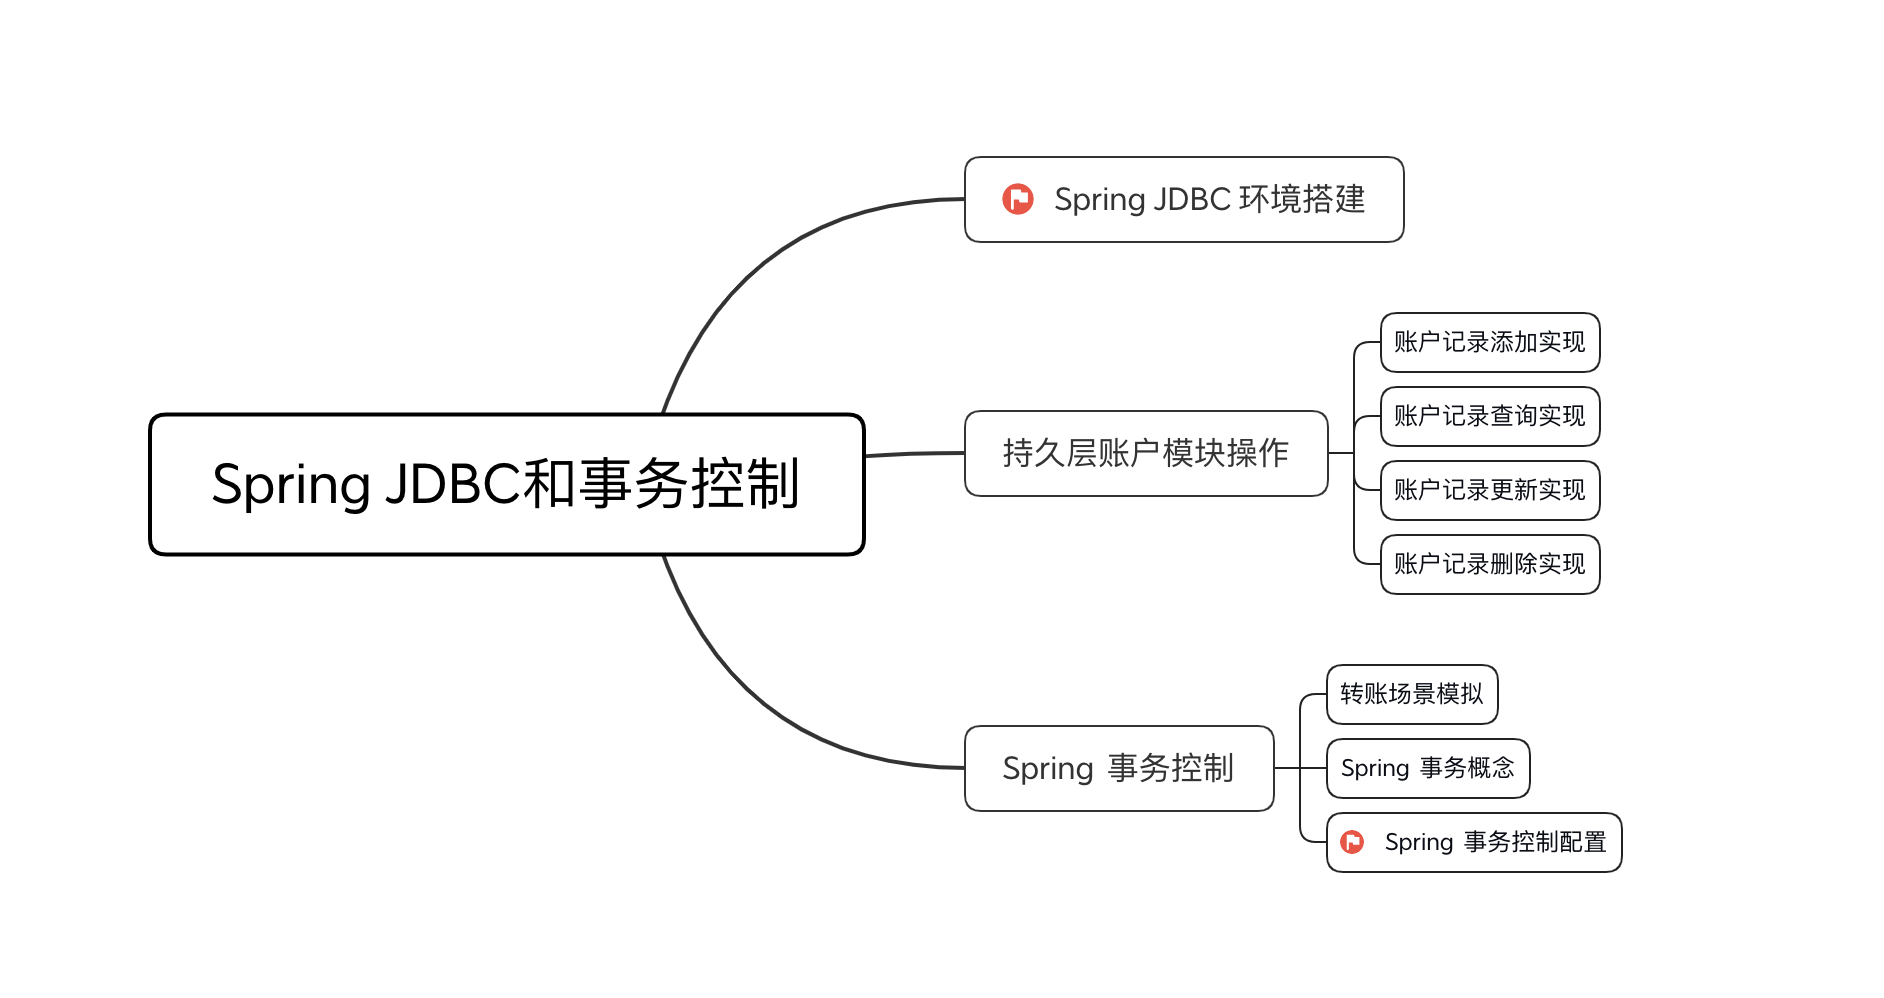 Spring JDBC和事务控制
Spring JDBC 环境搭建
持久层账户模块操作
账户记录添加实现
账户记录查询实现
账户记录更新实现
账户记录删除实现
Spring 事务控制
转账场景模拟
Spring 事务概念
Spring 事务控制配置